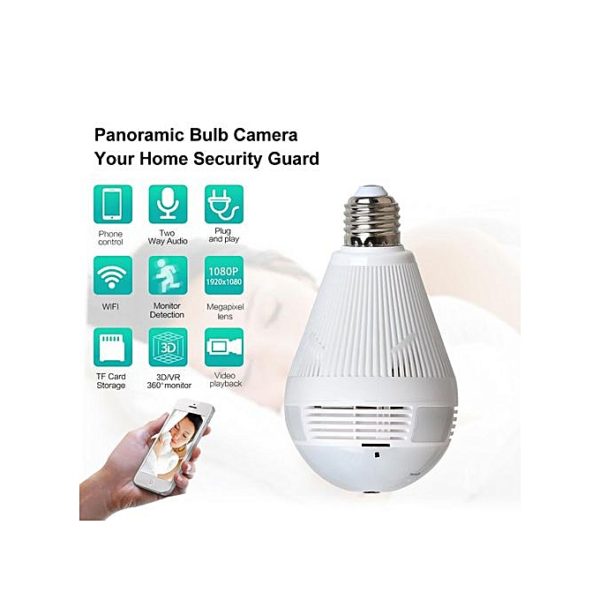 Panoramic Bulb Camera
Your Home Security Guard
Phone control
Two Way Audio
Plug and play
WIFI
Monitor Detection
1080P
1920x1080
Megapixel lens
TF Card Storage
3D
3D/VR 360° monitor
Video playback